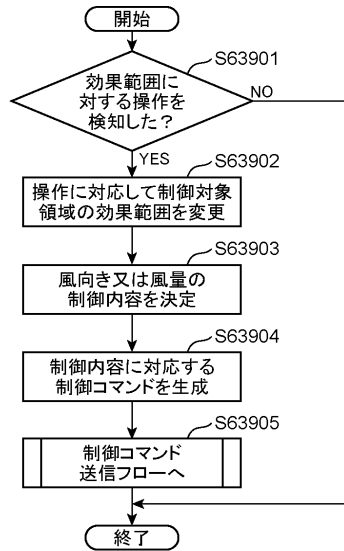 開始
S63901
効果範囲に
対する操作を
検知した？
NO
YES
S63902
操作に対応して制御対象
領域の効果範囲を変更
S63903
風向き又は風量の
制御内容を決定
S63904
制御内容に対応する
制御コマンドを生成
S63905
制御コマンド
送信フローへ
終了